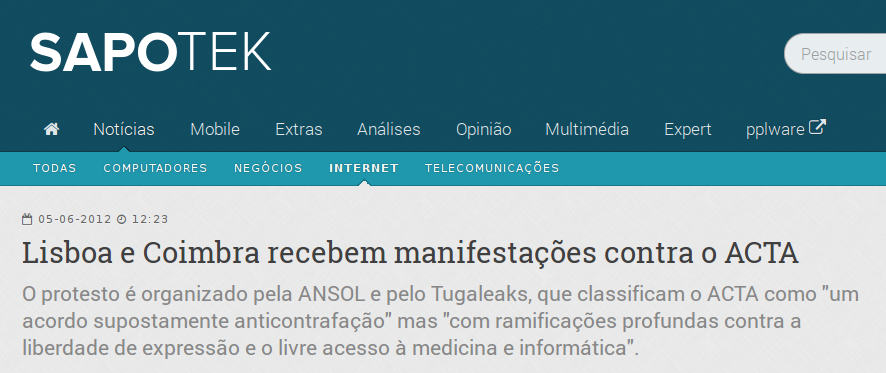 SAPOTEK
Pesquisar
Notícias Mobile Extras Análises Opinião Multimédia Expert pplware
TODAS COMPUTADORES NEGÓCIOS INTERNET TELECOMUNICAÇÕES
05-06-2012 12:23
Lisboa e Coimbra recebem manifestações contra o ACTA
O protesto é organizado pela ANSOL e pelo Tugaleaks, que classificam o ACTA como "um
acordo supostamente anticontrafação" mas "com ramificações profundas contra a
liberdade de expressão e o livre acesso à medicina e informática".